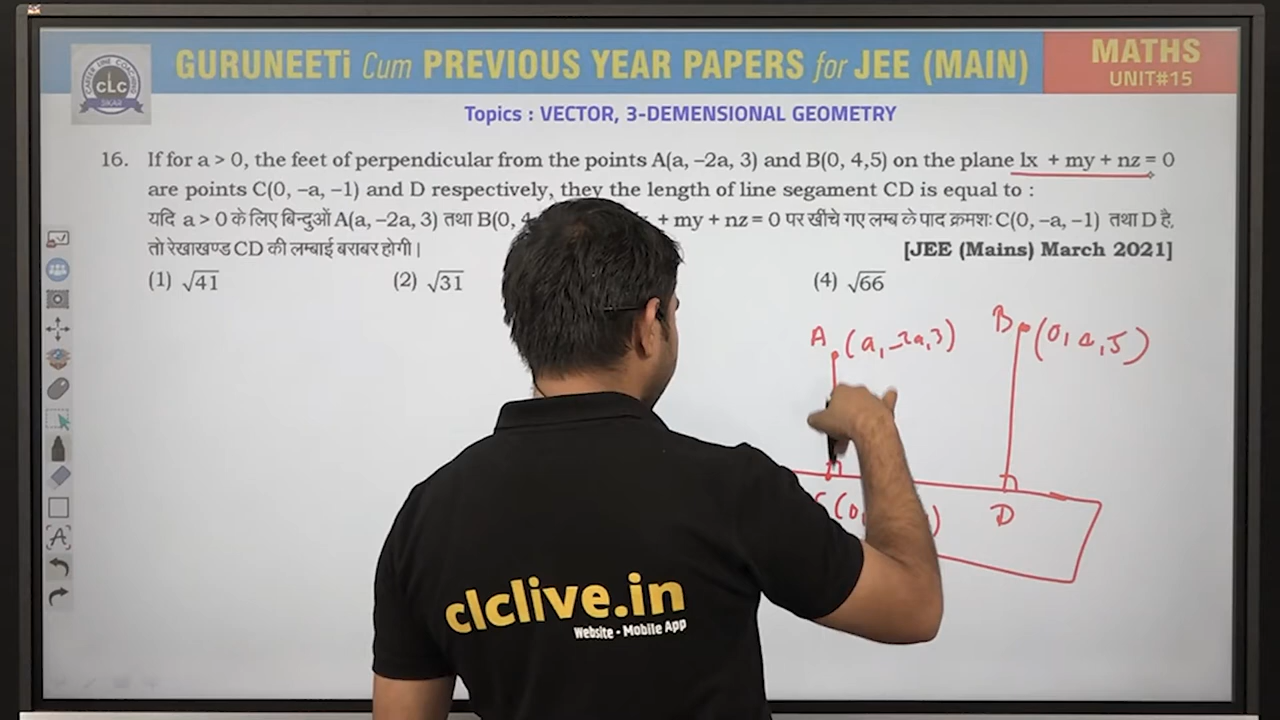 GURUNEETi Cum PREVIOUS YEAR PAPERS for JEE (MAIN)
MATHS
UNIT#15
CLC
SIKAR
Topics : VECTOR, 3-DEMENSIONAL GEOMETRY
16. If for a > 0, the feet of perpendicular from the points A(a, –2a, 3) and B(0, 4,5) on the plane lx + my + nz = 0
are points C(0, –a, –1) and D respectively, they the length of line segament CD is equal to :
यदि a > 0 के लिए बिन्दुओं A(a, –2a, 3) तथा B(0, 4 + my + nz = 0 पर खींचे गए लम्ब के पाद क्रमशः C(0, –a, –1) तथा D है,
तो रेखाखण्ड CD की लम्बाई बराबर होगी।
[JEE (Mains) March 2021]
(1) √41 (2) √31 (4) √66
A (a, –2a, 3) B (0, 4, 5)
C (0, ) D
clclive.in
Website - Mobile App